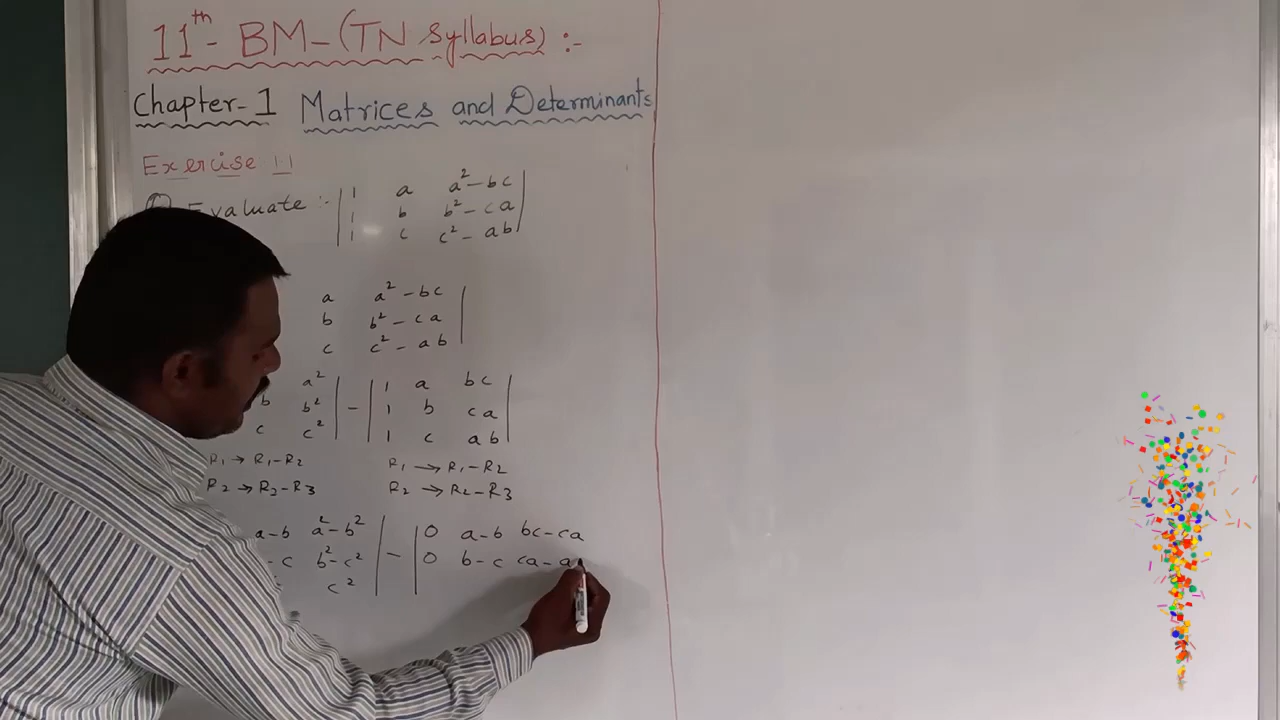 11th - BM - (TN Syllabus) :-
Chapter-1 Matrices and Determinants
Exercise 1.1
Evaluate :- | 1 a a² - bc |
| 1 b b² - ca |
| 1 c c² - ab |
a a² - bc |
b b² - ca |
c c² - ab |
a² | - | 1 a bc |
b b² | | 1 b ca |
c c² | | 1 c ab |
R₁ → R₁-R₂ R₁ → R₁-R₂
R₂ → R₂-R₃ R₂ → R₂-R₃
a-b a²-b² | - | 0 a-b bc-ca
-c b²-c² | | 0 b-c ca-a
c² | |